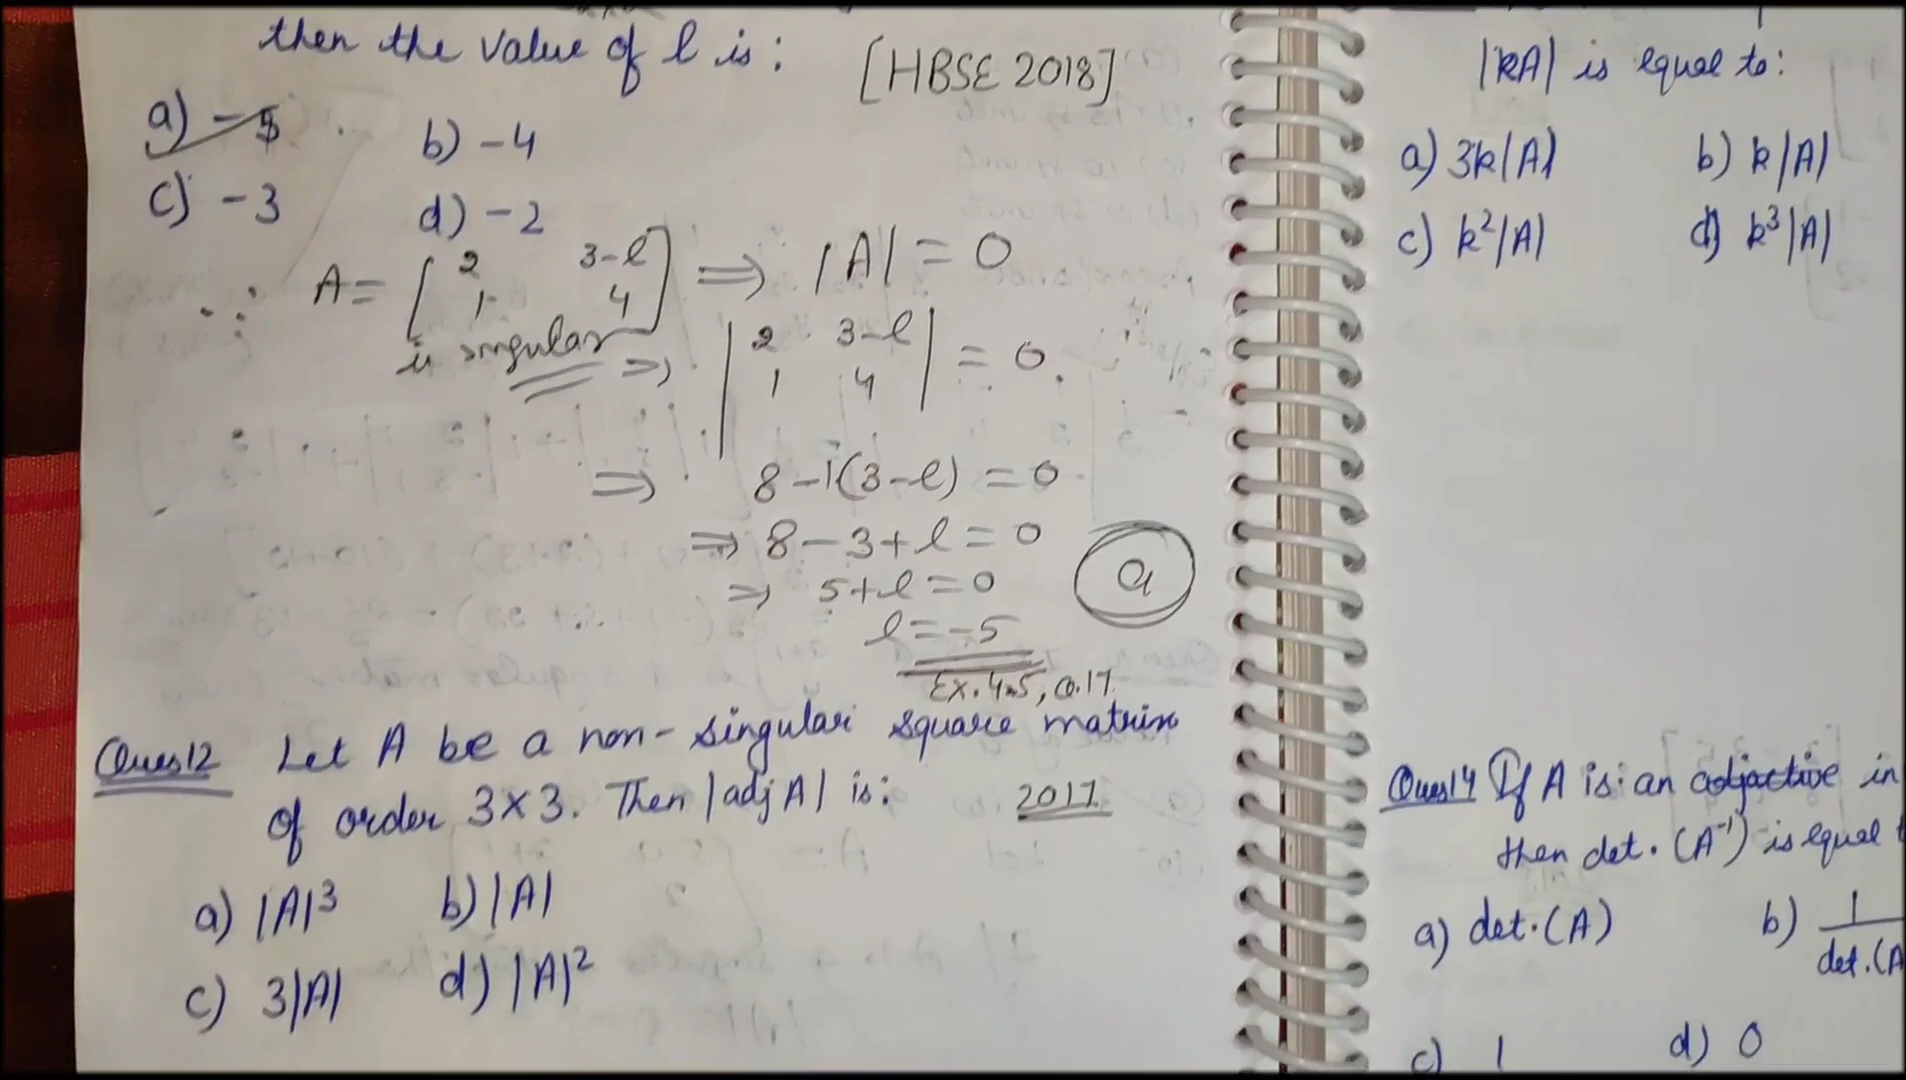 then the value of l is: [HBSE 2018]
a) -5 b) -4
c) -3 d) -2
∴ A = [ 2 3-l ⟹ |A| = 0
1 4 ]
is singular ⟹ | 2 3-l | = 0.
| 1 4 |
⟹ 8-1(3-l) = 0
⟹ 8-3+l=0
⟹ 5+l=0 a
l=-5
Ex. 4.5, Q.17
Ques12 Let A be a non-singular square matrix
of order 3×3. Then |adj A| is: 2017
a) |A|³ b) |A|
c) 3|A| d) |A|²
|kA| is equal to:
a) 3k|A| b) k|A|
c) k²|A| d) k³|A|
Ques14 If A is an adjective in
then det. (A⁻¹) is equal
a) det.(A) b) 1
det.(A
c) 1 d) 0